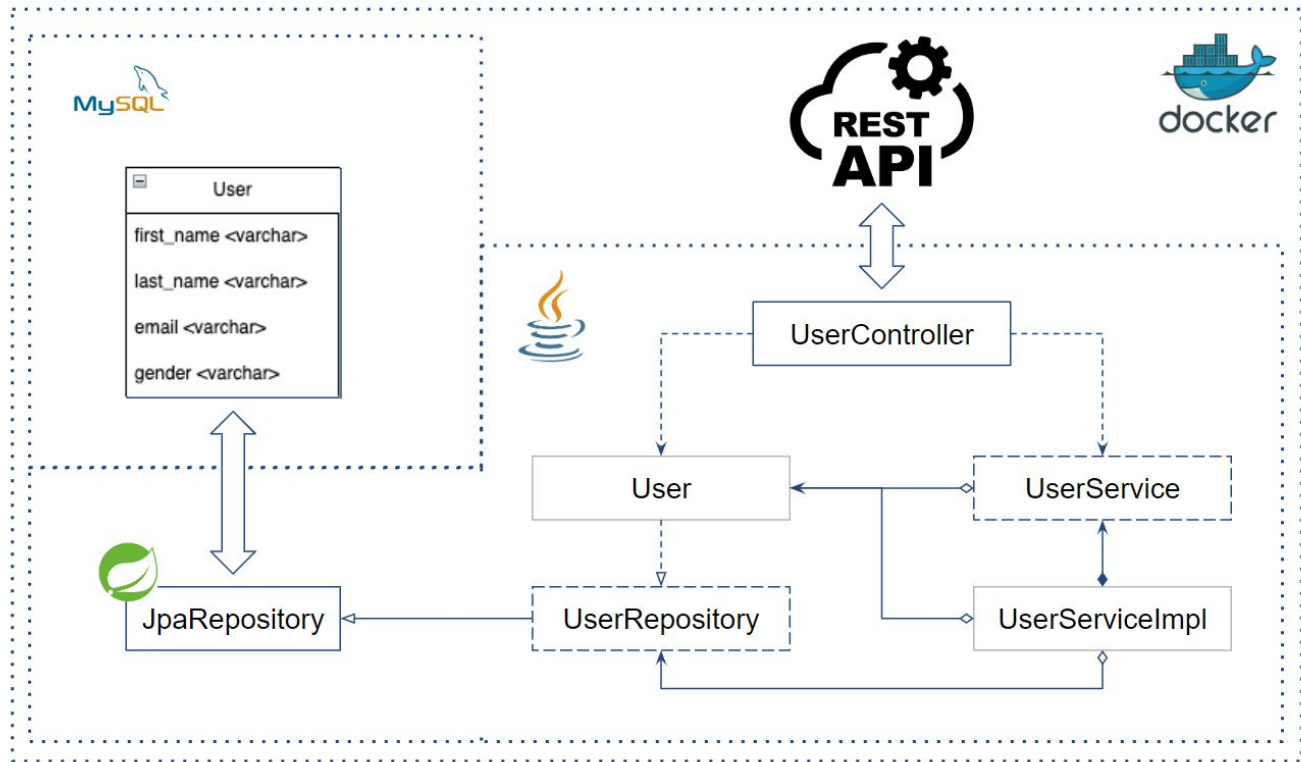 MySQL
REST
API
docker
User
first_name <varchar>
last_name <varchar>
email <varchar>
gender <varchar>
UserController
User
UserService
JpaRepository
UserRepository
UserServiceImpl